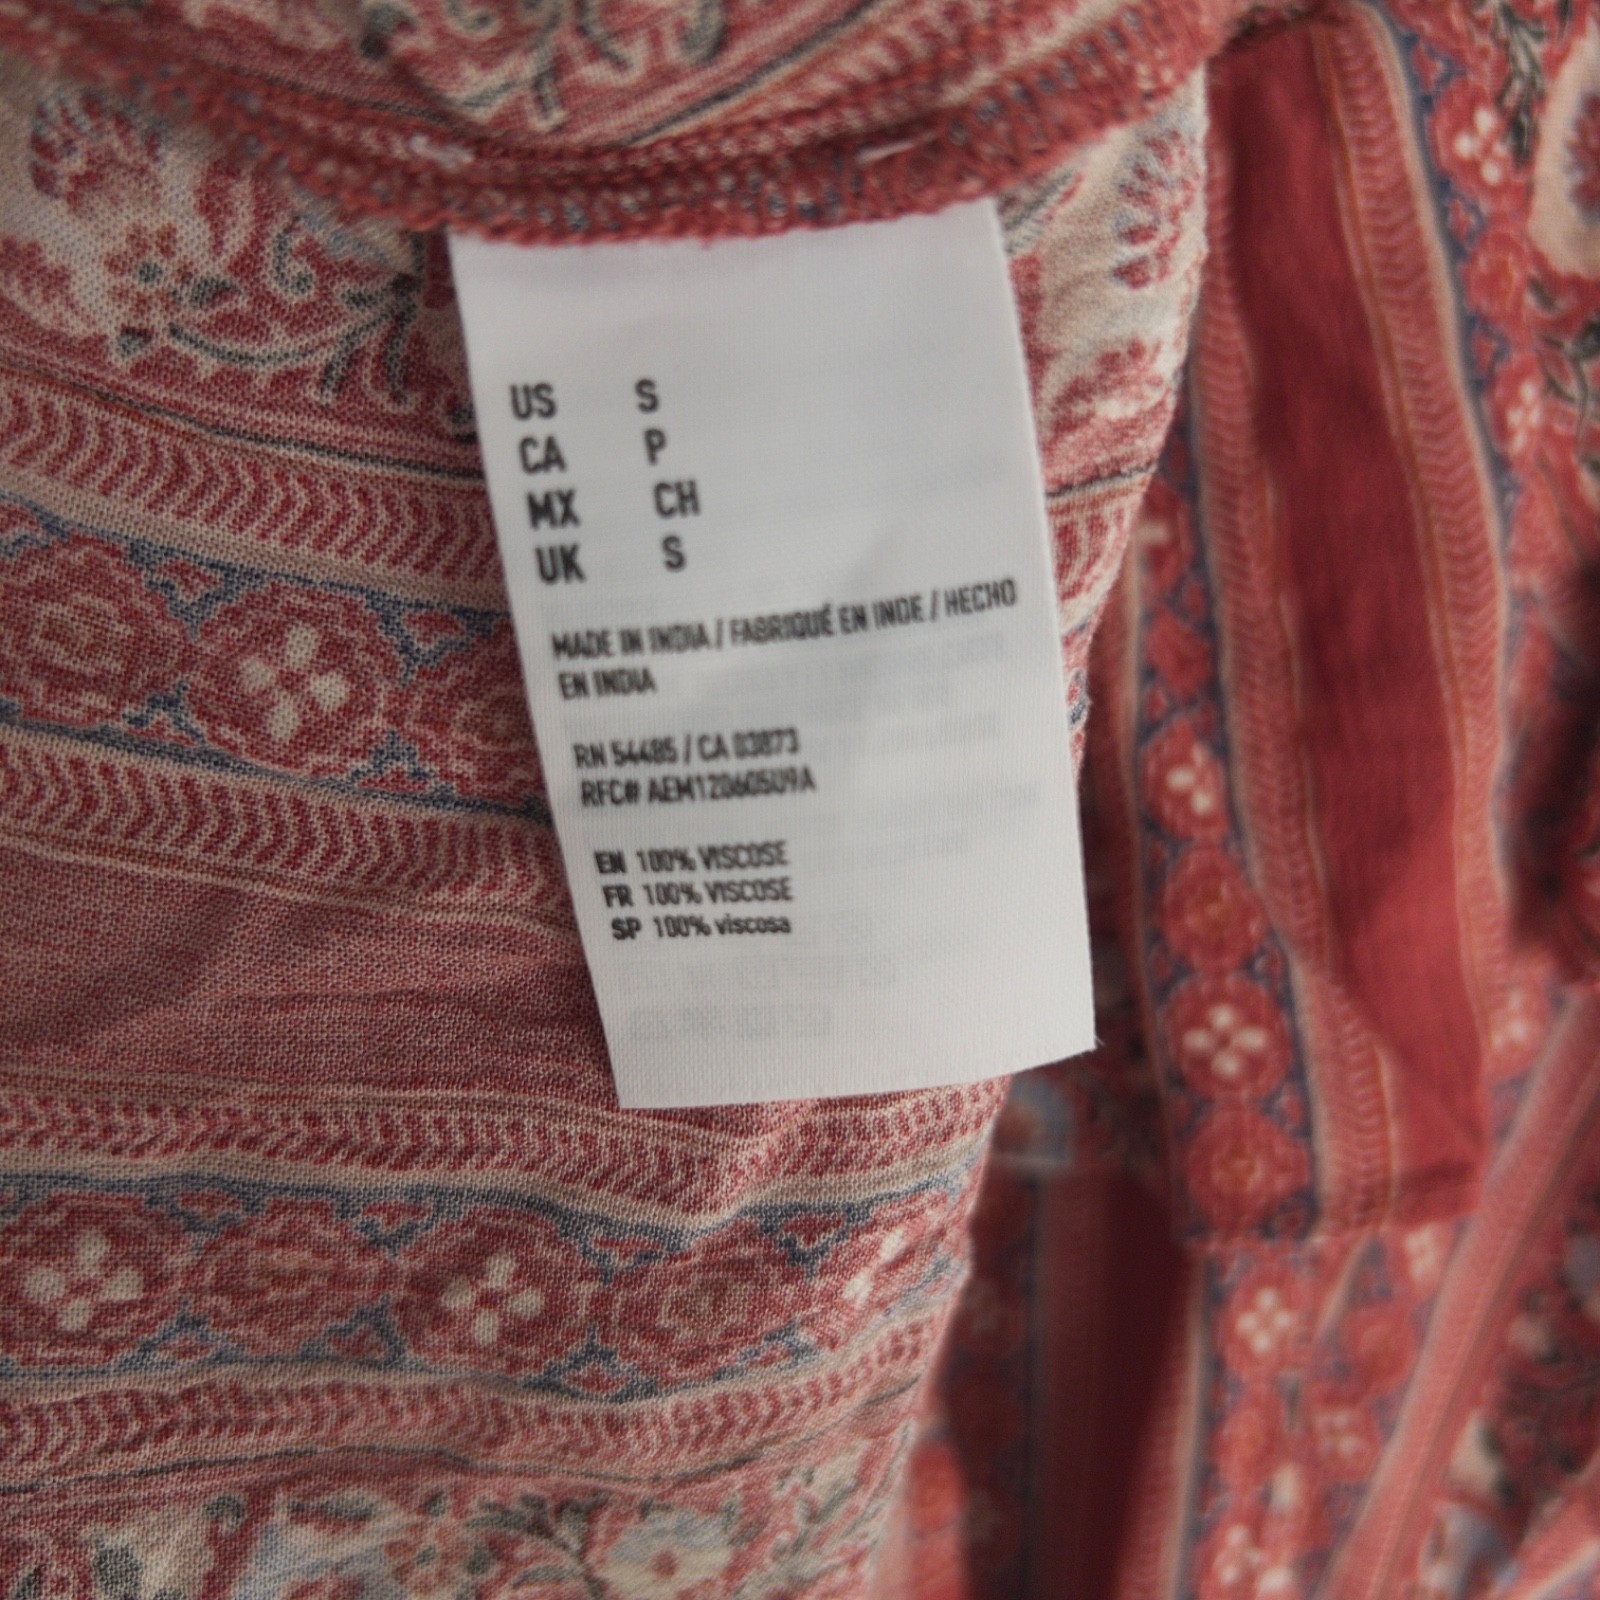 US S
CA P
MX CH
UK S
MADE IN INDIA / FABRIQUÉ EN INDE / HECHO
EN INDIA
RN 54485 / CA 03873
RFC# AEM1206050U9A
EN 100% VISCOSE
FR 100% VISCOSE
SP 100% viscosa